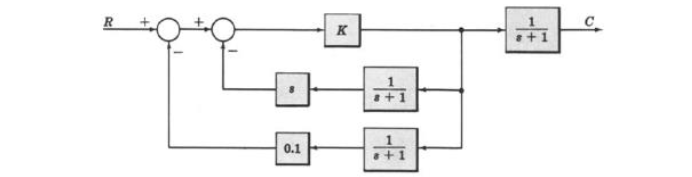 R + + K 1 C
− − s + 1
s 1
s + 1
0.1 1
s + 1